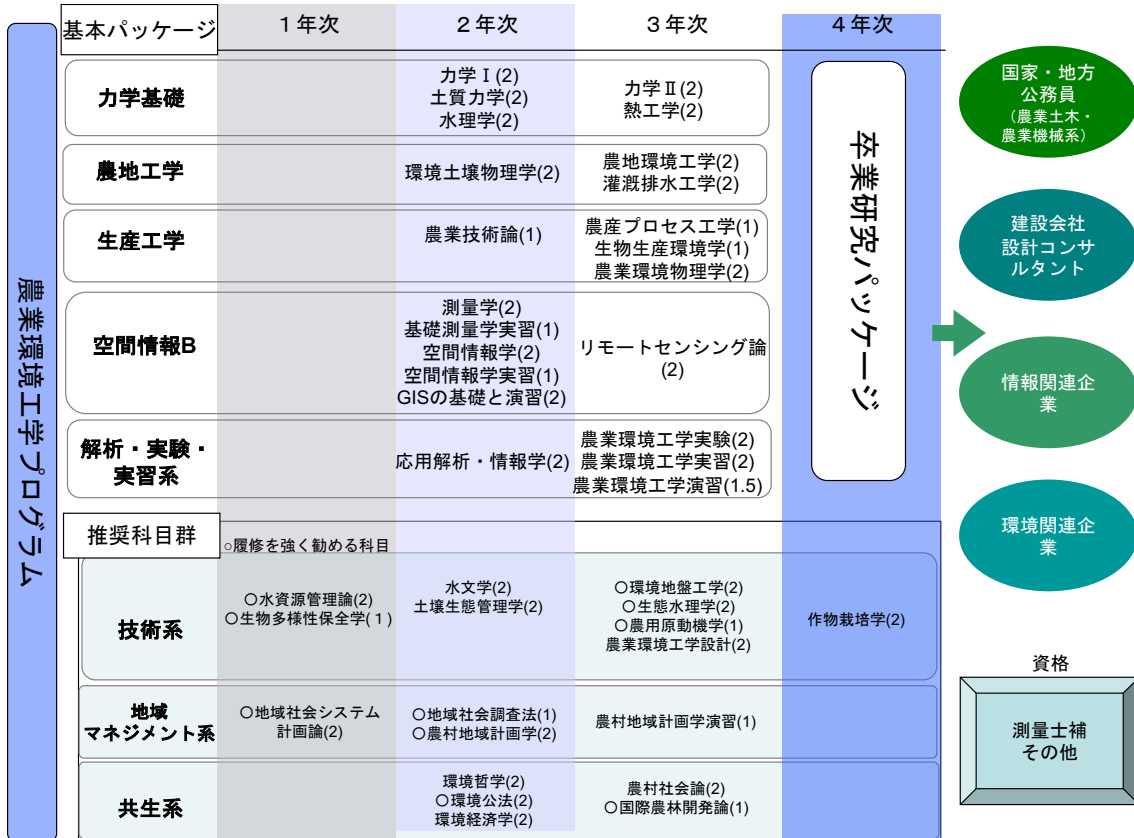 農業環境工学プログラム
基本パッケージ
１年次
２年次
３年次
４年次
力学基礎
力学Ⅰ(2)
土質力学(2)
水理学(2)
力学Ⅱ(2)
熱工学(2)
農地工学
環境土壌物理学(2)
農地環境工学(2)
灌漑排水工学(2)
生産工学
農業技術論(1)
農産プロセス工学(1)
生物生産環境学(1)
農業環境物理学(2)
空間情報B
測量学(2)
基礎測量学実習(1)
空間情報学(2)
空間情報学実習(1)
GISの基礎と演習(2)
リモートセンシング論
(2)
解析・実験・
実習系
応用解析・情報学(2)
農業環境工学実験(2)
農業環境工学実習(2)
農業環境工学演習(1.5)
卒業研究パッケージ
推奨科目群
○履修を強く勧める科目
技術系
○水資源管理論(2)
○生物多様性保全学(１)
水文学(2)
土壌生態管理学(2)
○環境地盤工学(2)
○生態水理学(2)
○農用原動機学(1)
農業環境工学設計(2)
作物栽培学(2)
地域
マネジメント系
○地域社会システム
計画論(2)
○地域社会調査法(1)
○農村地域計画学(2)
農村地域計画学演習(1)
共生系
環境哲学(2)
○環境公法(2)
環境経済学(2)
農村社会論(2)
○国際農林開発論(1)
国家・地方
公務員
（農業土木・
農業機械系）
建設会社
設計コンサ
ルタント
情報関連企
業
環境関連企
業
資格
測量士補
その他